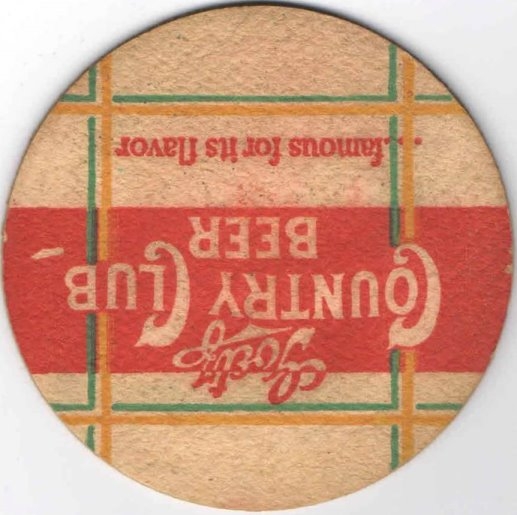 Goetz
COUNTRY CLUB
BEER
...famous for its flavor